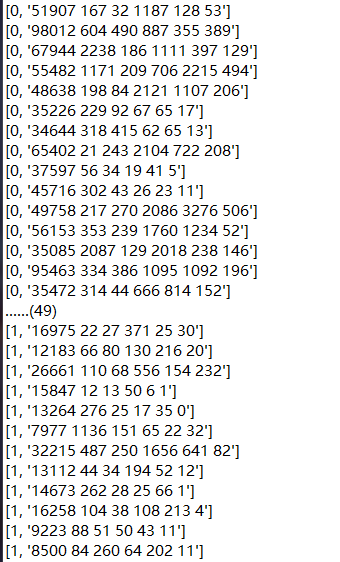 [0, '51907 167 32 1187 128 53']
[0, '98012 604 490 887 355 389']
[0, '67944 2238 186 1111 397 129']
[0, '55482 1171 209 706 2215 494']
[0, '48638 198 84 2121 1107 206']
[0, '35226 229 92 67 65 17']
[0, '34644 318 415 62 65 13']
[0, '65402 21 243 2104 722 208']
[0, '37597 56 34 19 41 5']
[0, '45716 302 43 26 23 11']
[0, '49758 217 270 2086 3276 506']
[0, '56153 353 239 1760 1234 52']
[0, '35085 2087 129 2018 238 146']
[0, '95463 334 386 1095 1092 196']
[0, '35472 314 44 666 814 152']
......(49)
[1, '16975 22 27 371 25 30']
[1, '12183 66 80 130 216 20']
[1, '26661 110 68 556 154 232']
[1, '15847 12 13 50 6 1']
[1, '13264 276 25 17 35 0']
[1, '7977 1136 151 65 22 32']
[1, '32215 487 250 1656 641 82']
[1, '13112 44 34 194 52 12']
[1, '14673 262 28 25 66 1']
[1, '16258 104 38 108 213 4']
[1, '9223 88 51 50 43 11']
[1, '8500 84 260 64 202 11']